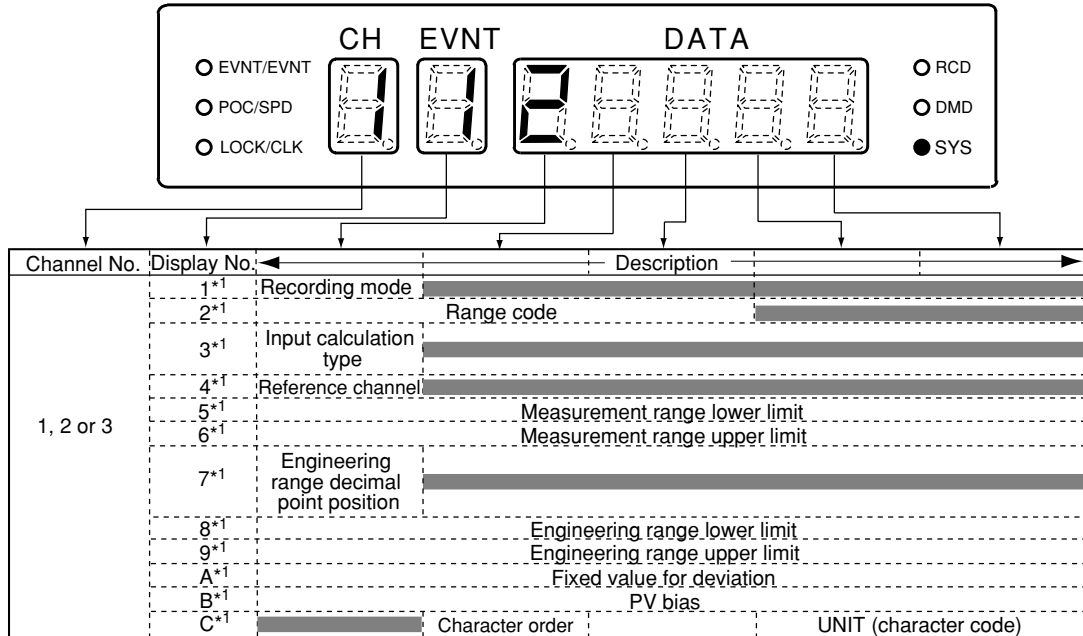 CH EVNT DATA
EVNT/EVNT RCD
POC/SPD 1 1 2 DMD
LOCK/CLK SYS
Channel No. Display No. Description
1*1 Recording mode
2*1 Range code
3*1 Input calculation
type
4*1 Reference channel
5*1 Measurement range lower limit
1, 2 or 3
6*1 Measurement range upper limit
7*1 Engineering
range decimal
point position
8*1 Engineering range lower limit
9*1 Engineering range upper limit
A*1 Fixed value for deviation
B*1 PV bias
C*1 Character order UNIT (character code)